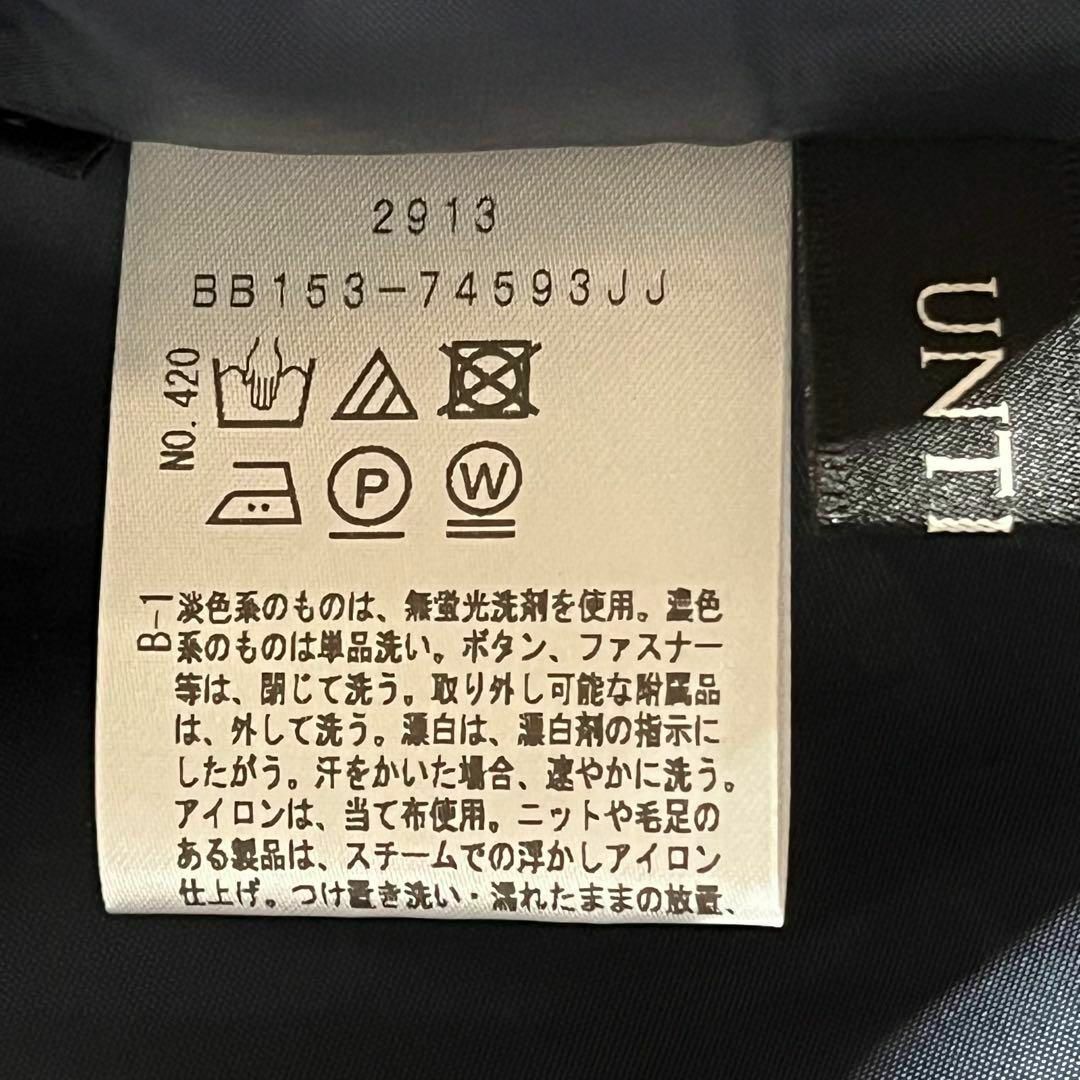 2913
BB153-74593JJ
NO.420
P
W
B-1
淡色系のものは、無蛍光洗剤を使用。濃色
系のものは単品洗い。ボタン、ファスナー
等は、閉じて洗う。取り外し可能な附属品
は、外して洗う。漂白は、漂白剤の指示に
したがう。汗をかいた場合、速やかに洗う。
アイロンは、当て布使用。ニットや毛足の
ある製品は、スチームでの浮かしアイロン
仕上げ。つけ置き洗い・濡れたままの放置、
UNTI